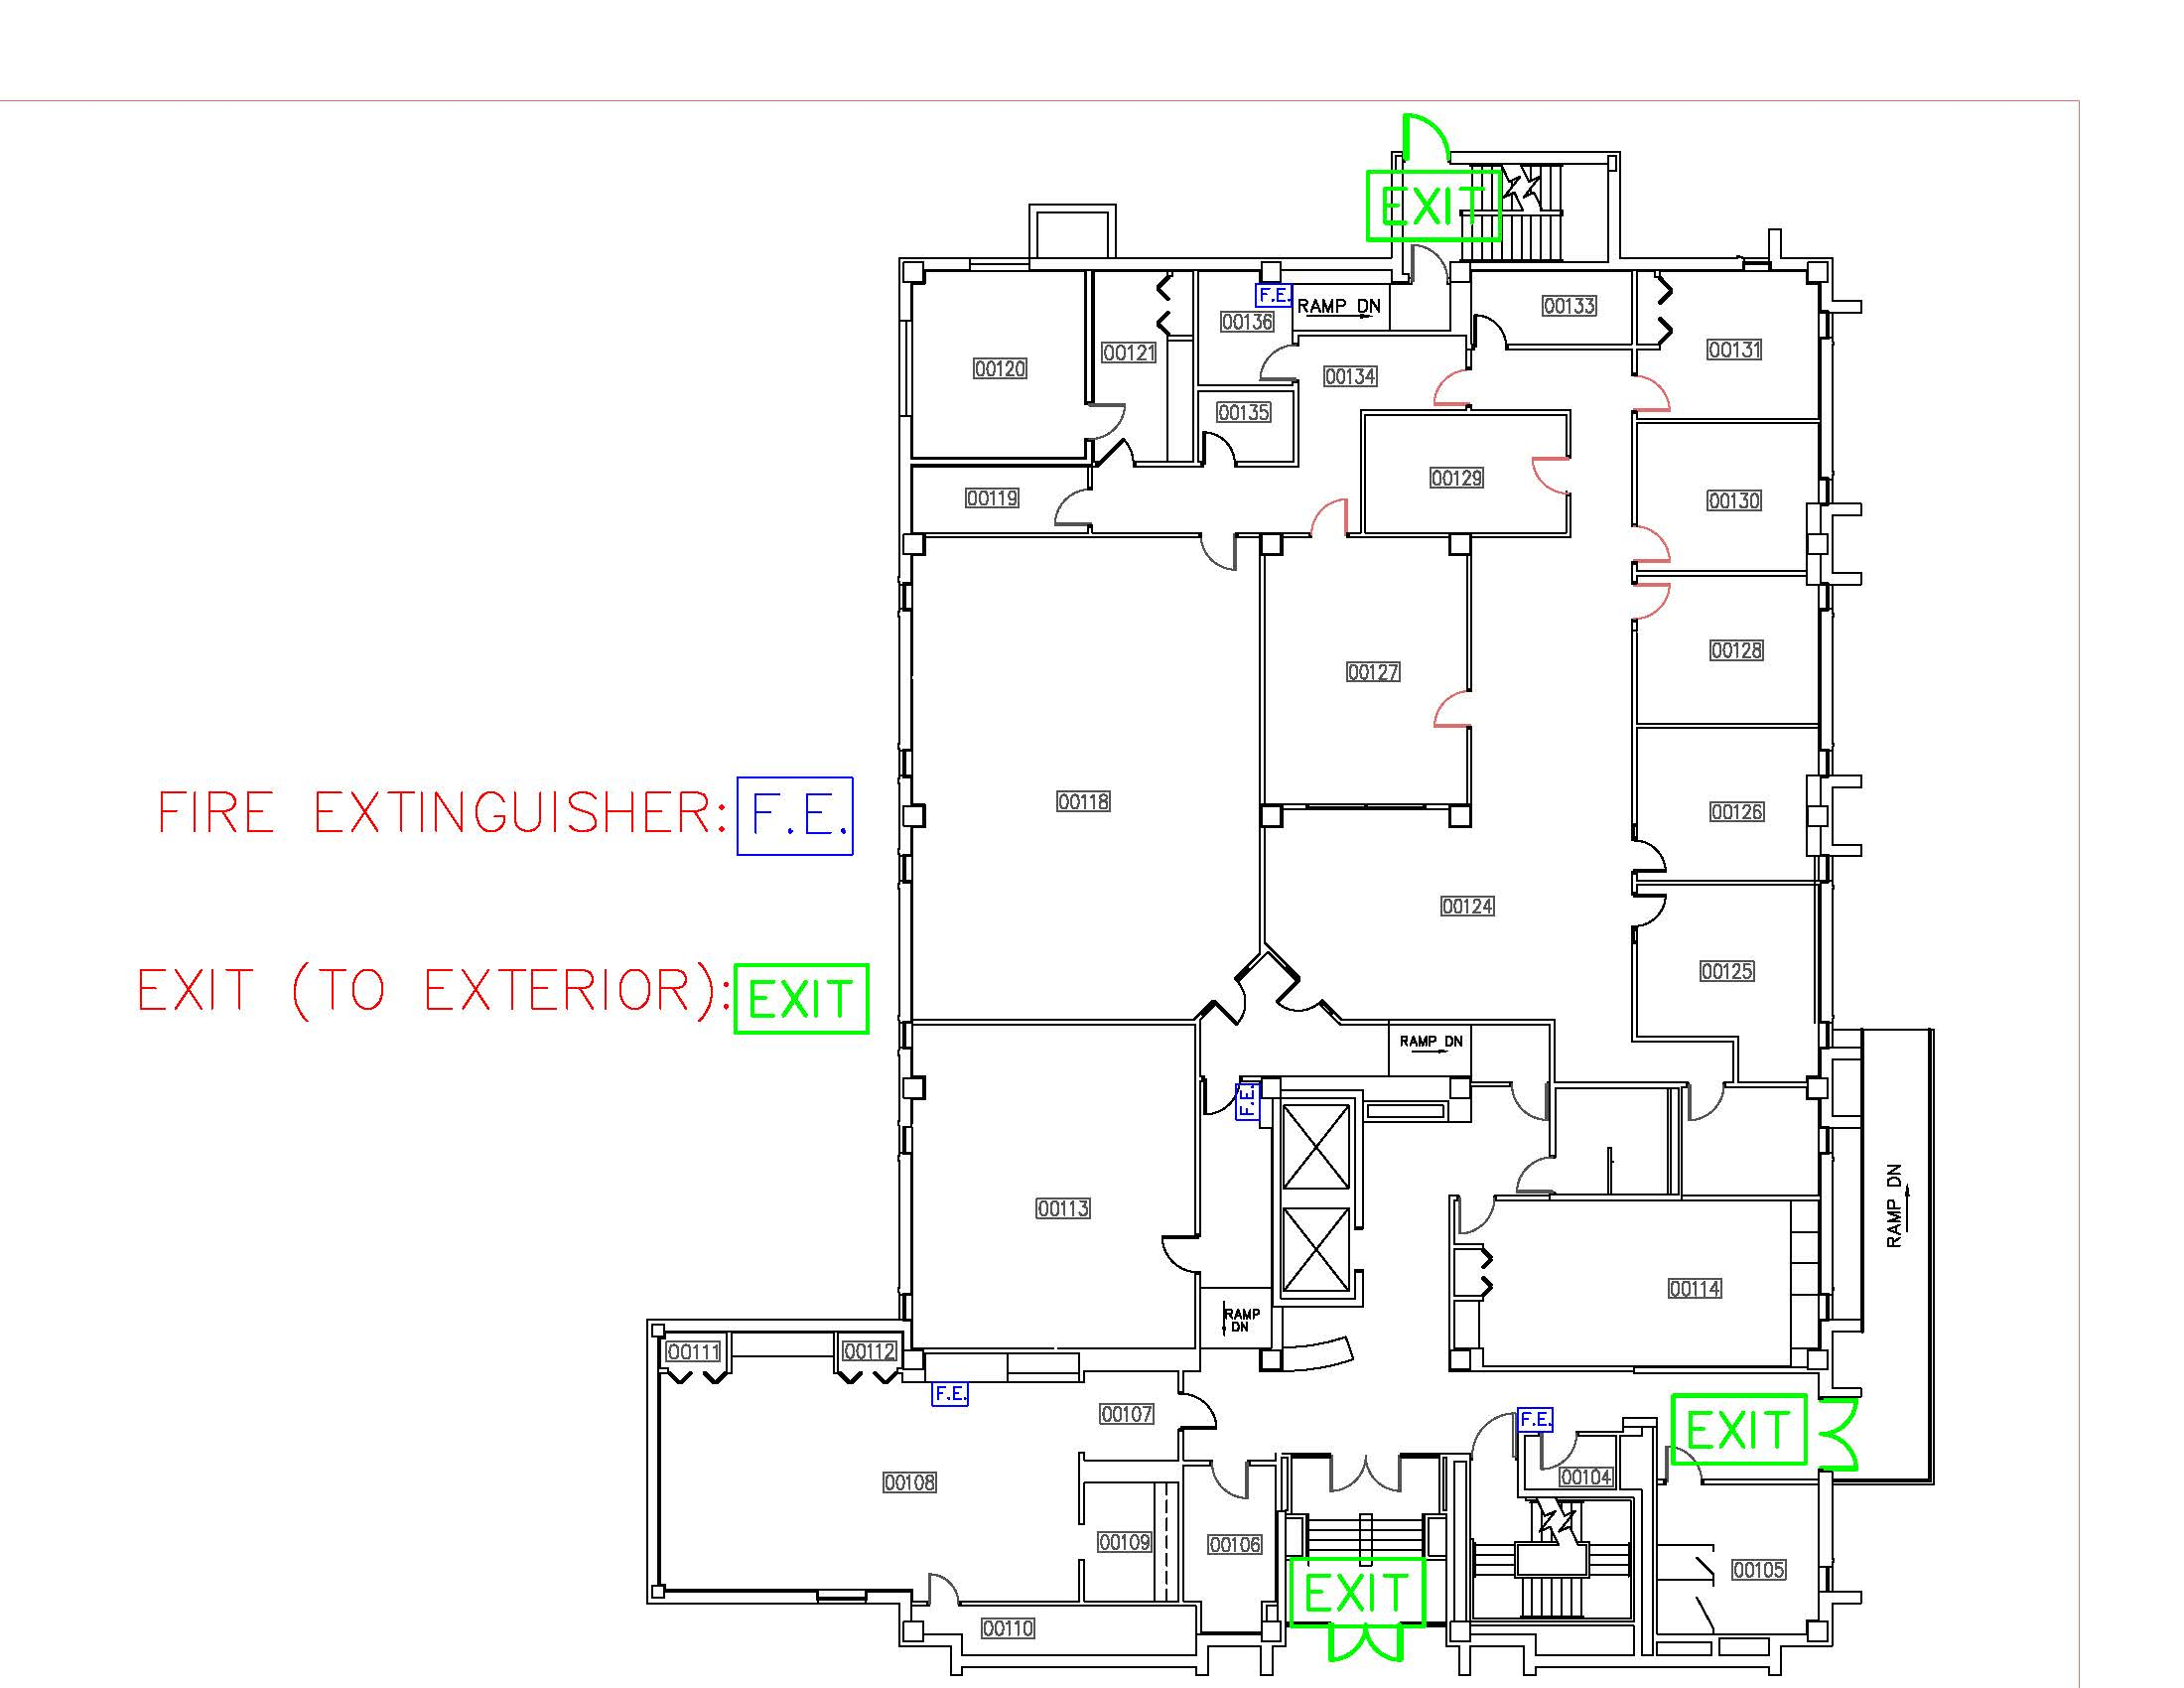 EXIT
F.E.
RAMP DN
00136
00133
00131
00121
00120
00134
00135
00129
00119
00130
00128
00127
00118
FIRE EXTINGUISHER: F.E.
00126
00124
00125
EXIT (TO EXTERIOR): EXIT
RAMP DN
F.E.
00113
RAMP DN
00114
RAMP
DN
00111
00112
F.E.
00107
F.E.
EXIT
00108
00104
00109
00106
00105
EXIT
00110